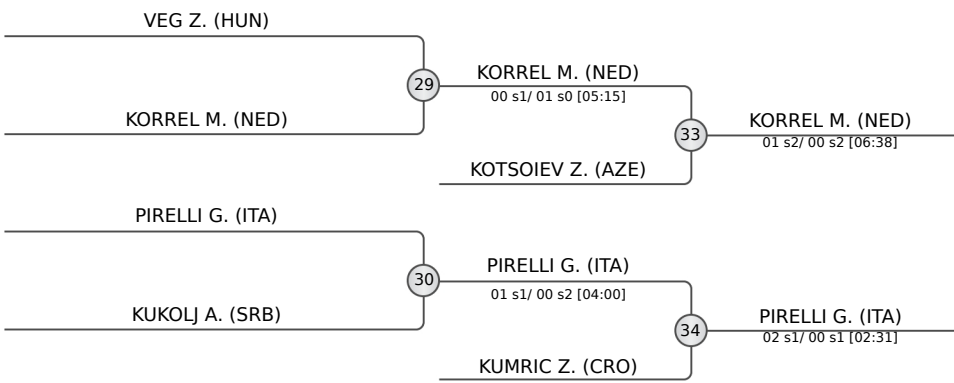 VEG Z. (HUN)
29
KORREL M. (NED)
KORREL M. (NED)
00 s1/ 01 s0 [05:15]
33
KOTSOIEV Z. (AZE)
KORREL M. (NED)
01 s2/ 00 s2 [06:38]
PIRELLI G. (ITA)
30
KUKOLJ A. (SRB)
PIRELLI G. (ITA)
01 s1/ 00 s2 [04:00]
34
KUMRIC Z. (CRO)
PIRELLI G. (ITA)
02 s1/ 00 s1 [02:31]